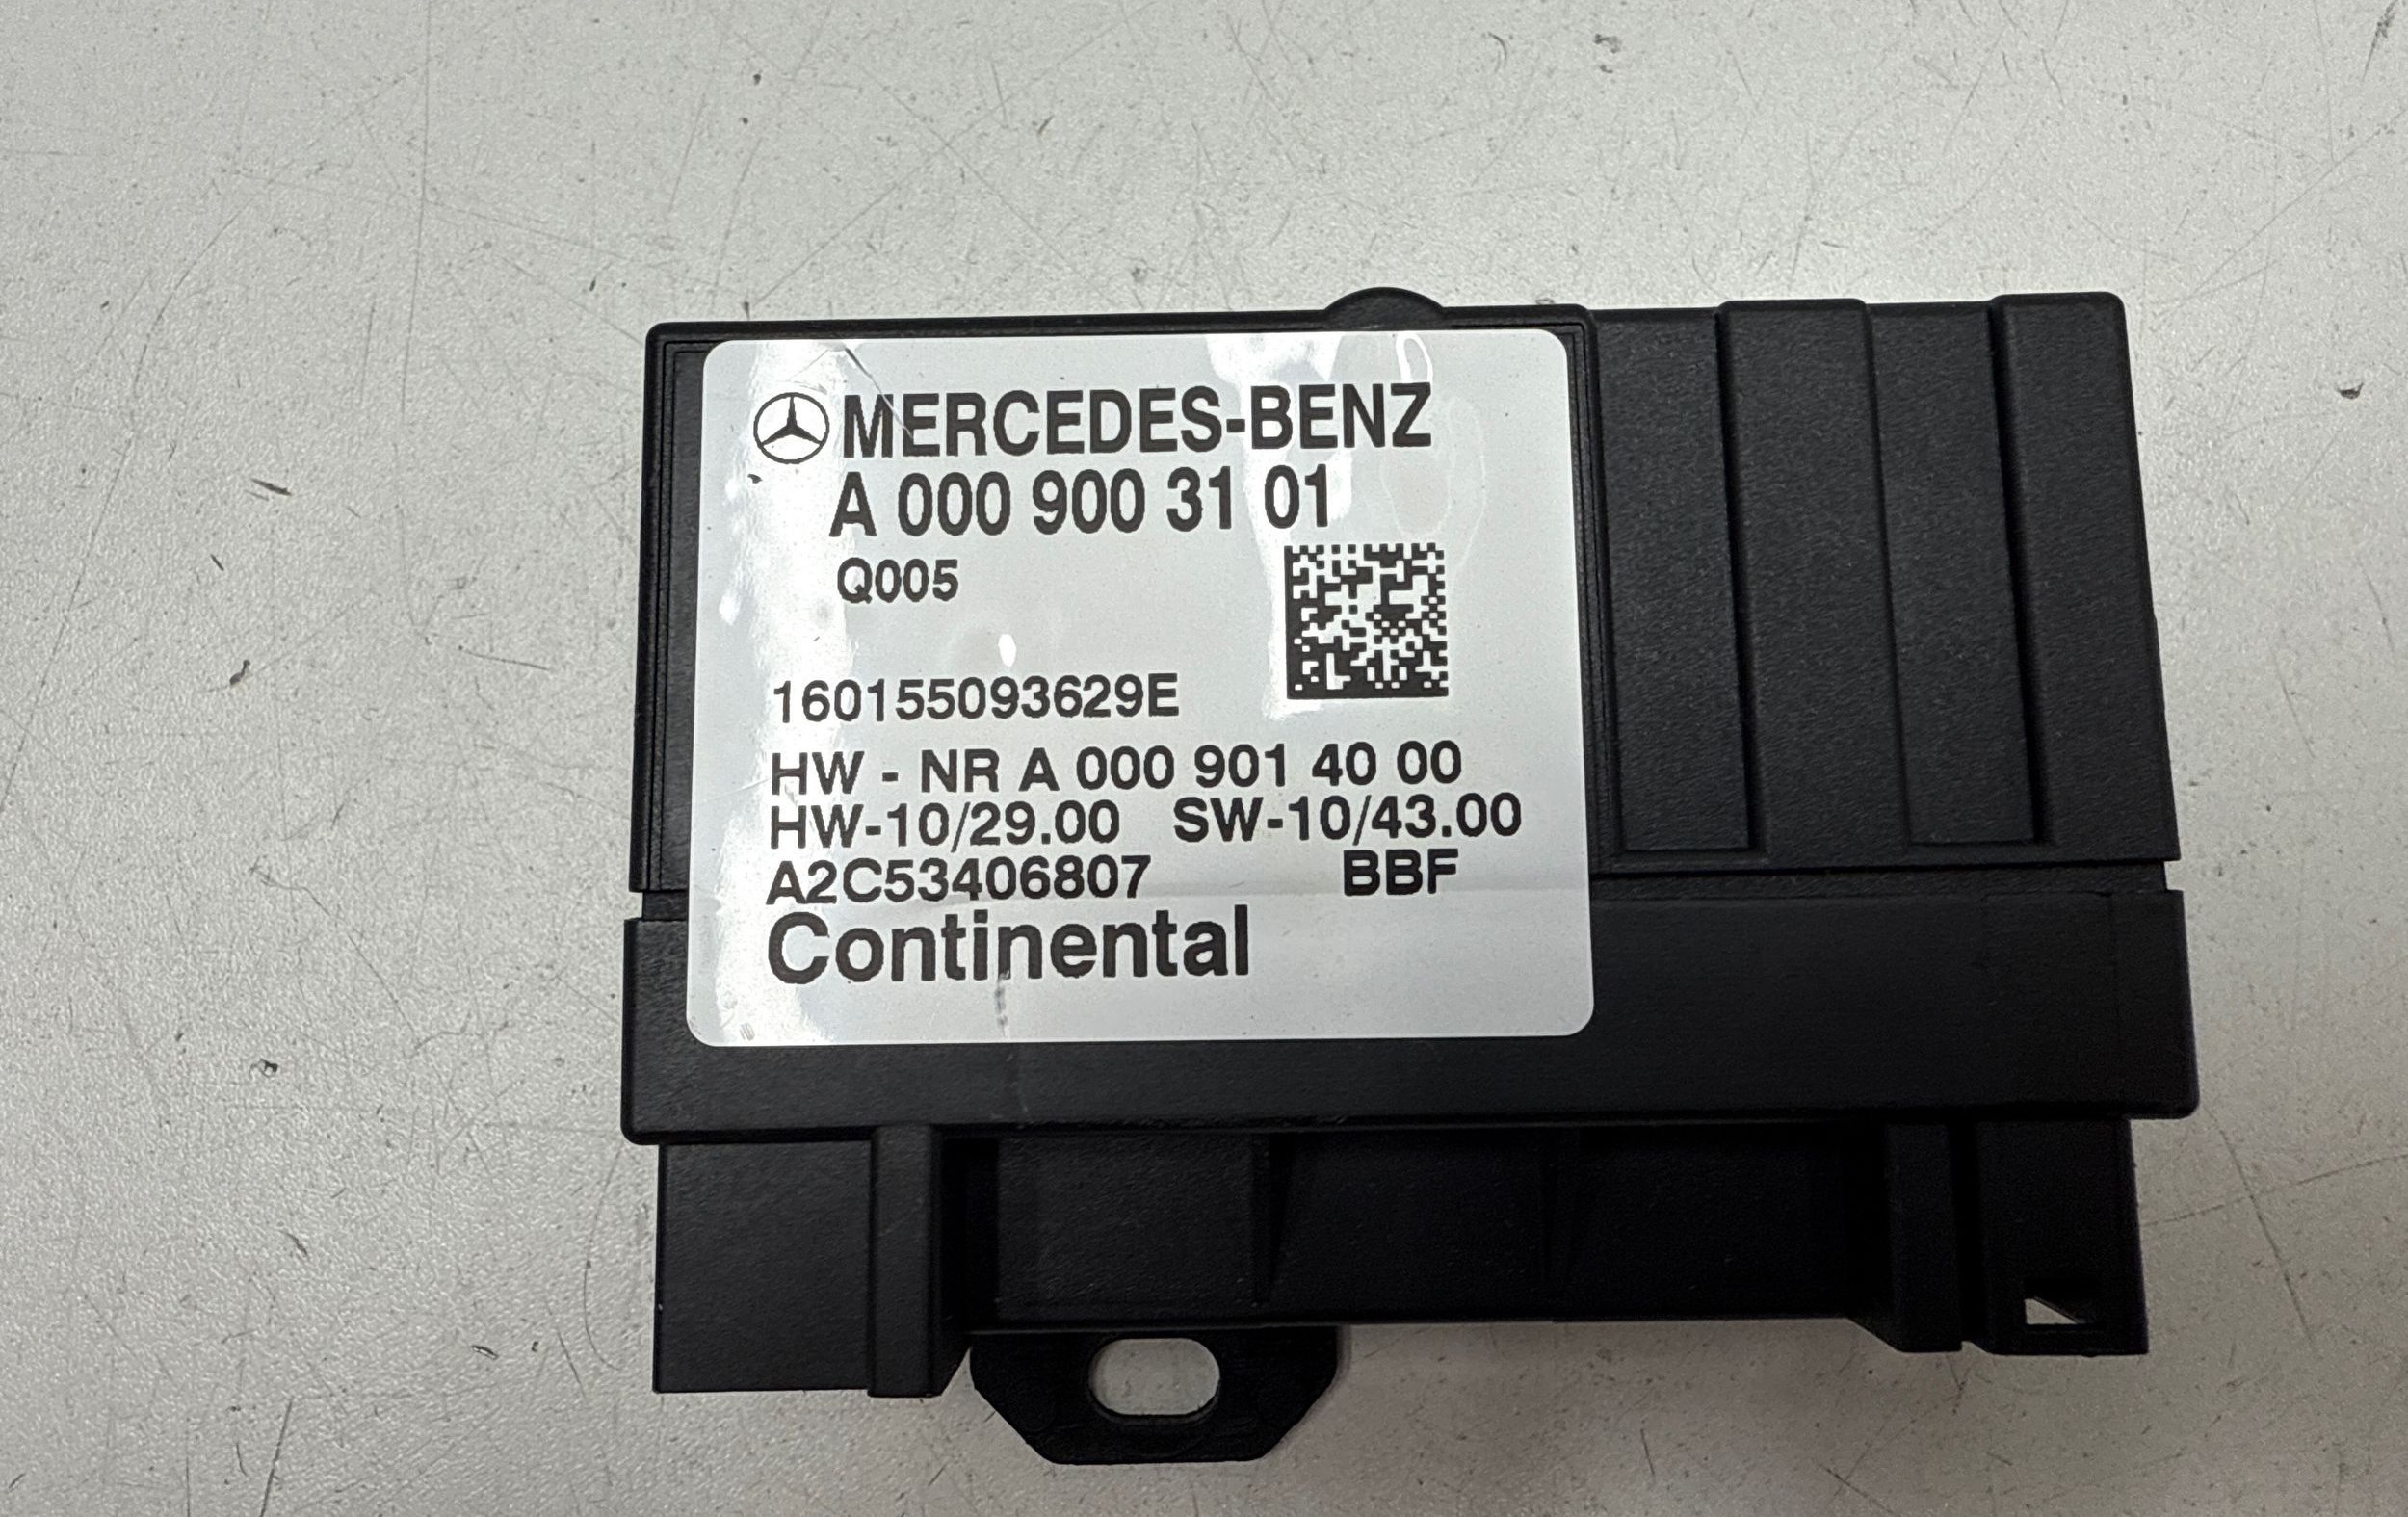 MERCEDES-BENZ
A 000 900 31 01
Q005
160155093629E
HW - NR A 000 901 40 00
HW-10/29.00 SW-10/43.00
A2C53406807 BBF
Continental